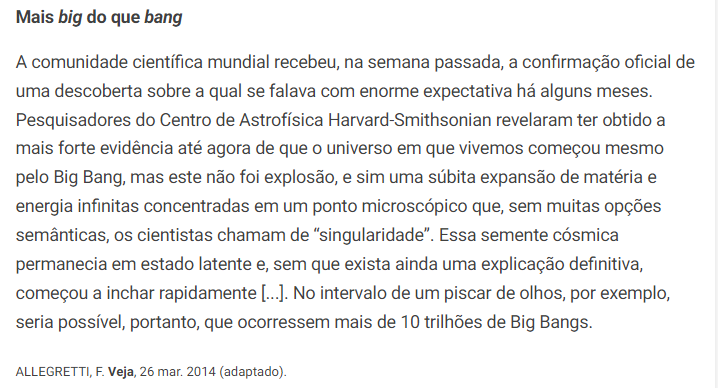 Mais big do que bang
A comunidade científica mundial recebeu, na semana passada, a confirmação oficial de
uma descoberta sobre a qual se falava com enorme expectativa há alguns meses.
Pesquisadores do Centro de Astrofísica Harvard-Smithsonian revelaram ter obtido a
mais forte evidência até agora de que o universo em que vivemos começou mesmo
pelo Big Bang, mas este não foi explosão, e sim uma súbita expansão de matéria e
energia infinitas concentradas em um ponto microscópico que, sem muitas opções
semânticas, os cientistas chamam de “singularidade”. Essa semente cósmica
permanecia em estado latente e, sem que exista ainda uma explicação definitiva,
começou a inchar rapidamente [...]. No intervalo de um piscar de olhos, por exemplo,
seria possível, portanto, que ocorressem mais de 10 trilhões de Big Bangs.
ALLEGRETTI, F. Veja, 26 mar. 2014 (adaptado).